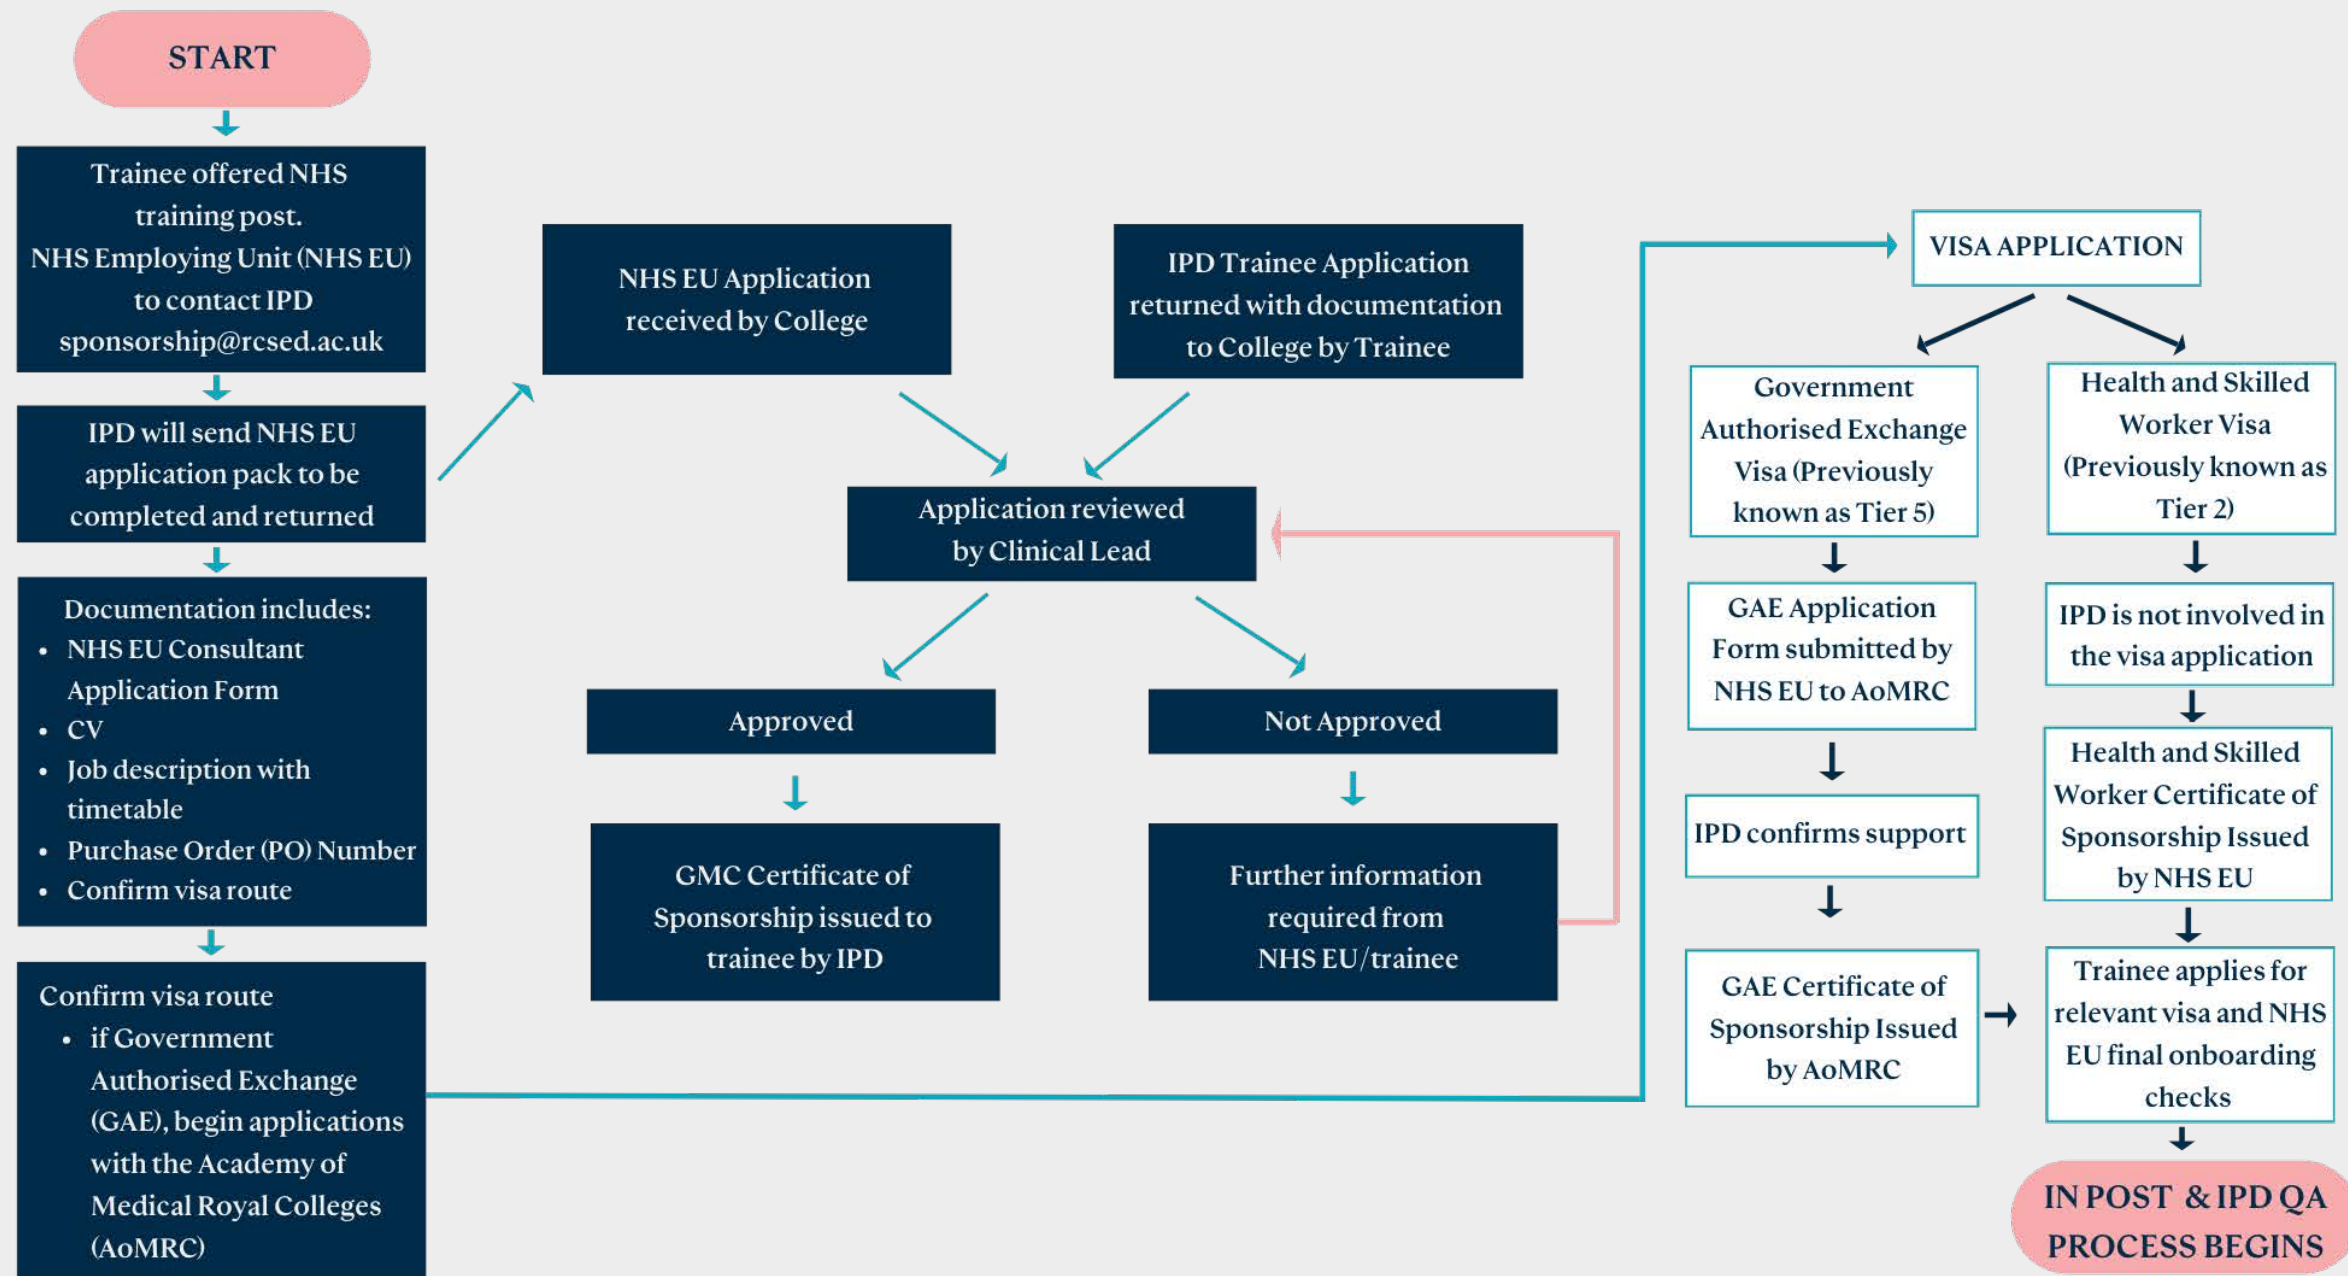 START
Trainee offered NHS
training post.
NHS Employing Unit (NHS EU)
to contact IPD
sponsorship@rcsed.ac.uk
IPD will send NHS EU
application pack to be
completed and returned
Documentation includes:
• NHS EU Consultant
Application Form
• CV
• Job description with
timetable
• Purchase Order (PO) Number
• Confirm visa route
Confirm visa route
• if Government
Authorised Exchange
(GAE), begin applications
with the Academy of
Medical Royal Colleges
(AoMRC)
NHS EU Application
received by College
IPD Trainee Application
returned with documentation
to College by Trainee
Application reviewed
by Clinical Lead
Approved
Not Approved
GMC Certificate of
Sponsorship issued to
trainee by IPD
Further information
required from
NHS EU/trainee
VISA APPLICATION
Government
Authorised Exchange
Visa (Previously
known as Tier 5)
GAE Application
Form submitted by
NHS EU to AoMRC
IPD confirms support
GAE Certificate of
Sponsorship Issued
by AoMRC
Health and Skilled
Worker Visa
(Previously known as
Tier 2)
IPD is not involved in
the visa application
Health and Skilled
Worker Certificate of
Sponsorship Issued
by NHS EU
Trainee applies for
relevant visa and NHS
EU final onboarding
checks
IN POST & IPD QA
PROCESS BEGINS